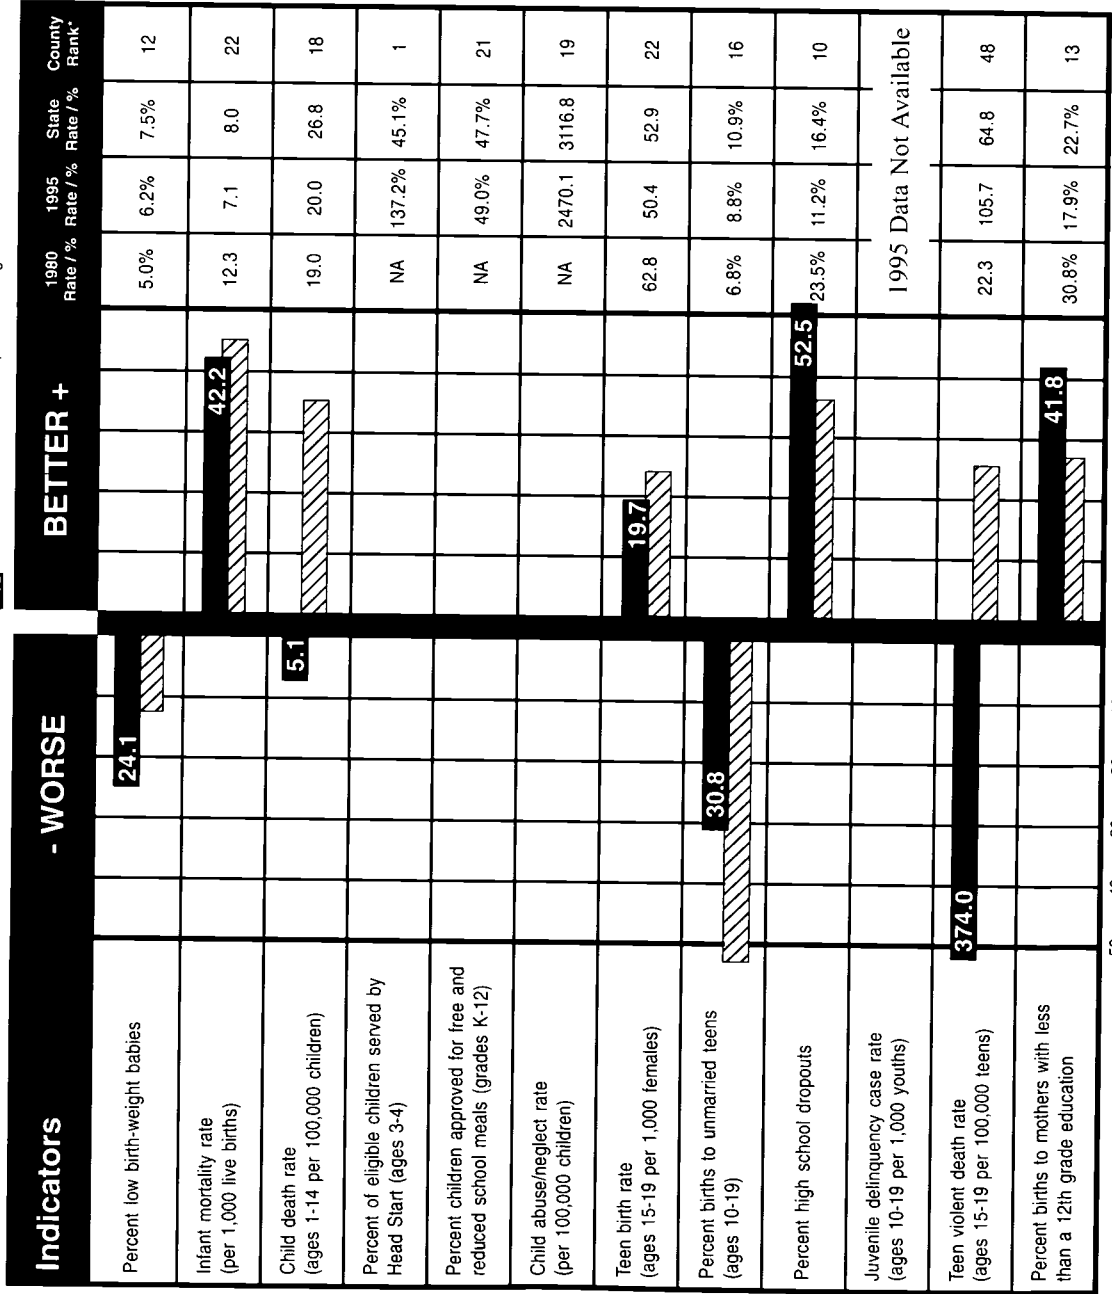 Indicators
- WORSE
BETTER +
1980
Rate / %
1995
Rate / %
State
Rate / %
County
Rank*
Percent low birth-weight babies
24.1
5.0%
6.2%
7.5%
12
Infant mortality rate
(per 1,000 live births)
42.2
12.3
7.1
8.0
22
Child death rate
(ages 1-14 per 100,000 children)
5.1
19.0
20.0
26.8
18
Percent of eligible children served by
Head Start (ages 3-4)
NA
137.2%
45.1%
1
Percent children approved for free and
reduced school meals (grades K-12)
NA
49.0%
47.7%
21
Child abuse/neglect rate
(per 100,000 children)
NA
2470.1
3116.8
19
Teen birth rate
(ages 15-19 per 1,000 females)
19.7
62.8
50.4
52.9
22
Percent births to unmarried teens
(ages 10-19)
30.8
6.8%
8.8%
10.9%
16
Percent high school dropouts
52.5
23.5%
11.2%
16.4%
10
Juvenile delinquency case rate
(ages 10-19 per 1,000 youths)
1995 Data Not Available
Teen violent death rate
(ages 15-19 per 100,000 teens)
374.0
22.3
105.7
64.8
48
Percent births to mothers with less
than a 12th grade education
41.8
30.8%
17.9%
22.7%
13